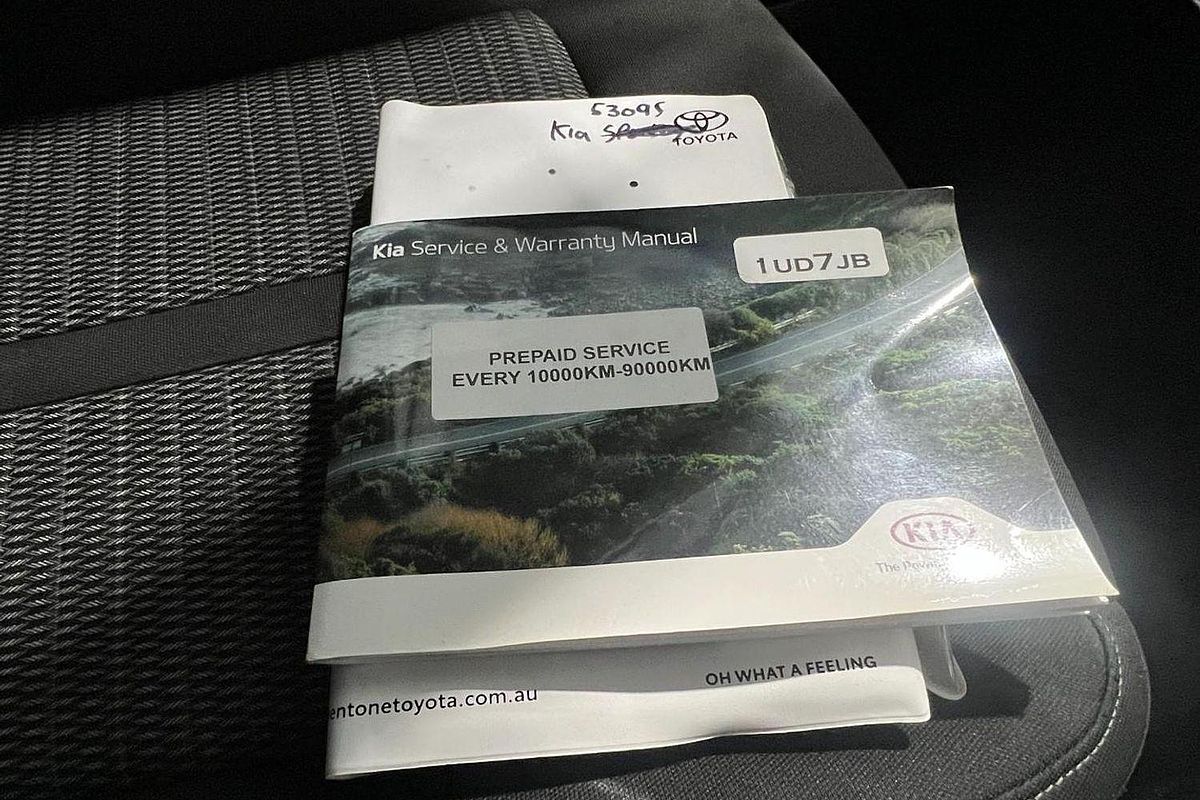 53095
Kia
TOYOTA
Kia Service & Warranty Manual
1UD7JB
PREPAID SERVICE
EVERY 10000KM-90000KM
KIA
The
OH WHAT A FEELING
entonetoyota.com.au